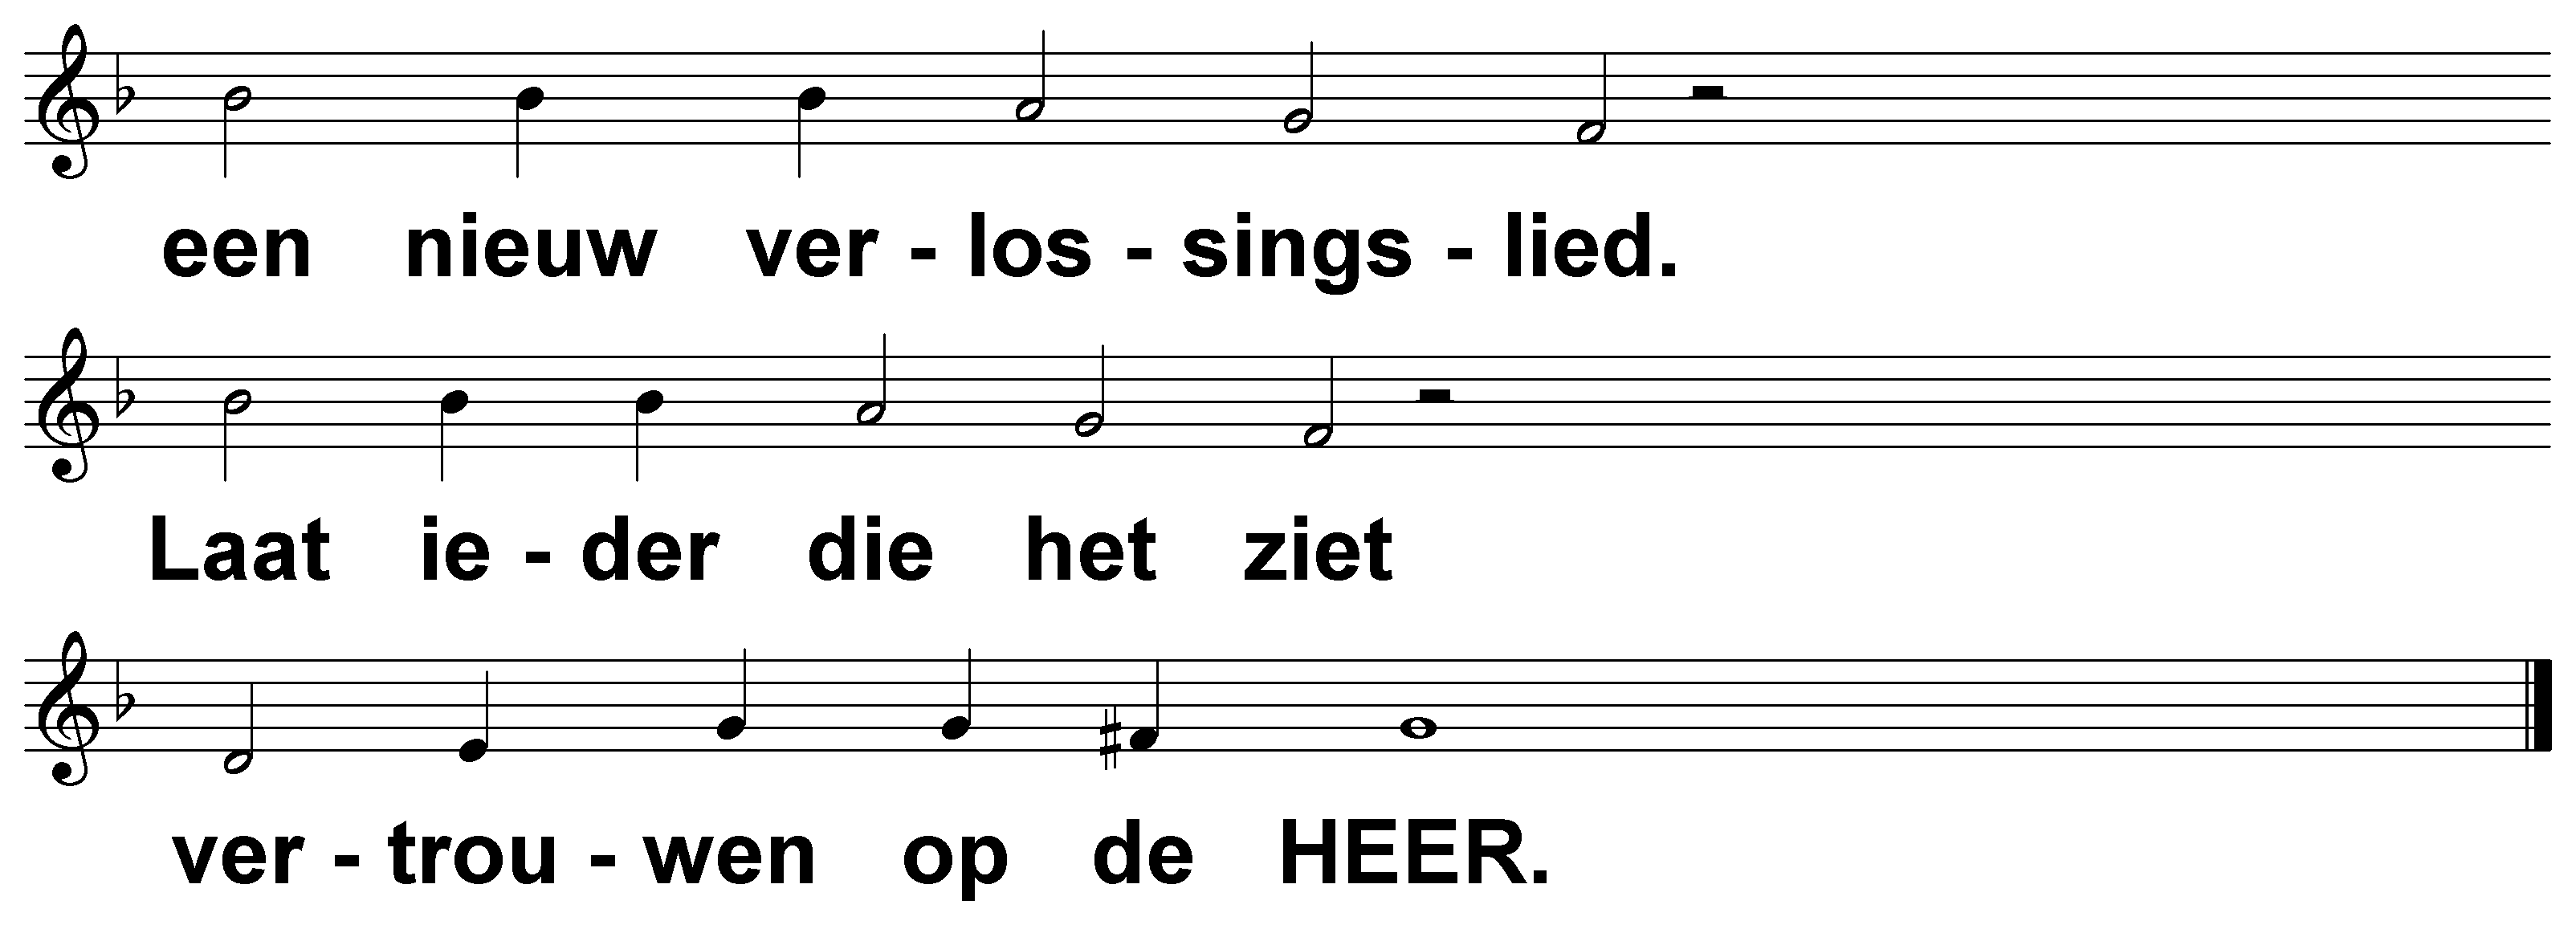 een nieuw ver - los - sings - lied.
Laat ie - der die het ziet
ver - trou - wen op de HEER.